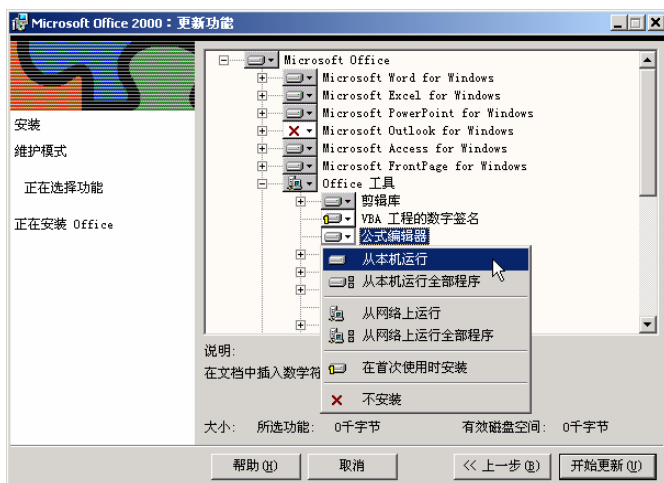 Microsoft Office 2000：更新功能
安装
维护模式
正在选择功能
正在安装 Office
Microsoft Office
Microsoft Word for Windows
Microsoft Excel for Windows
Microsoft PowerPoint for Windows
Microsoft Outlook for Windows
Microsoft Access for Windows
Microsoft FrontPage for Windows
Office 工具
剪辑库
VBA 工程的数字签名
公式编辑器
从本机运行
从本机运行全部程序
从网络上运行
从网络上运行全部程序
在首次使用时安装
不安装
说明:
在文档中插入数学符
大小: 所选功能: 0千字节 有效磁盘空间: 0千字节
帮助(H) 取消 << 上一步(B) 开始更新(U)